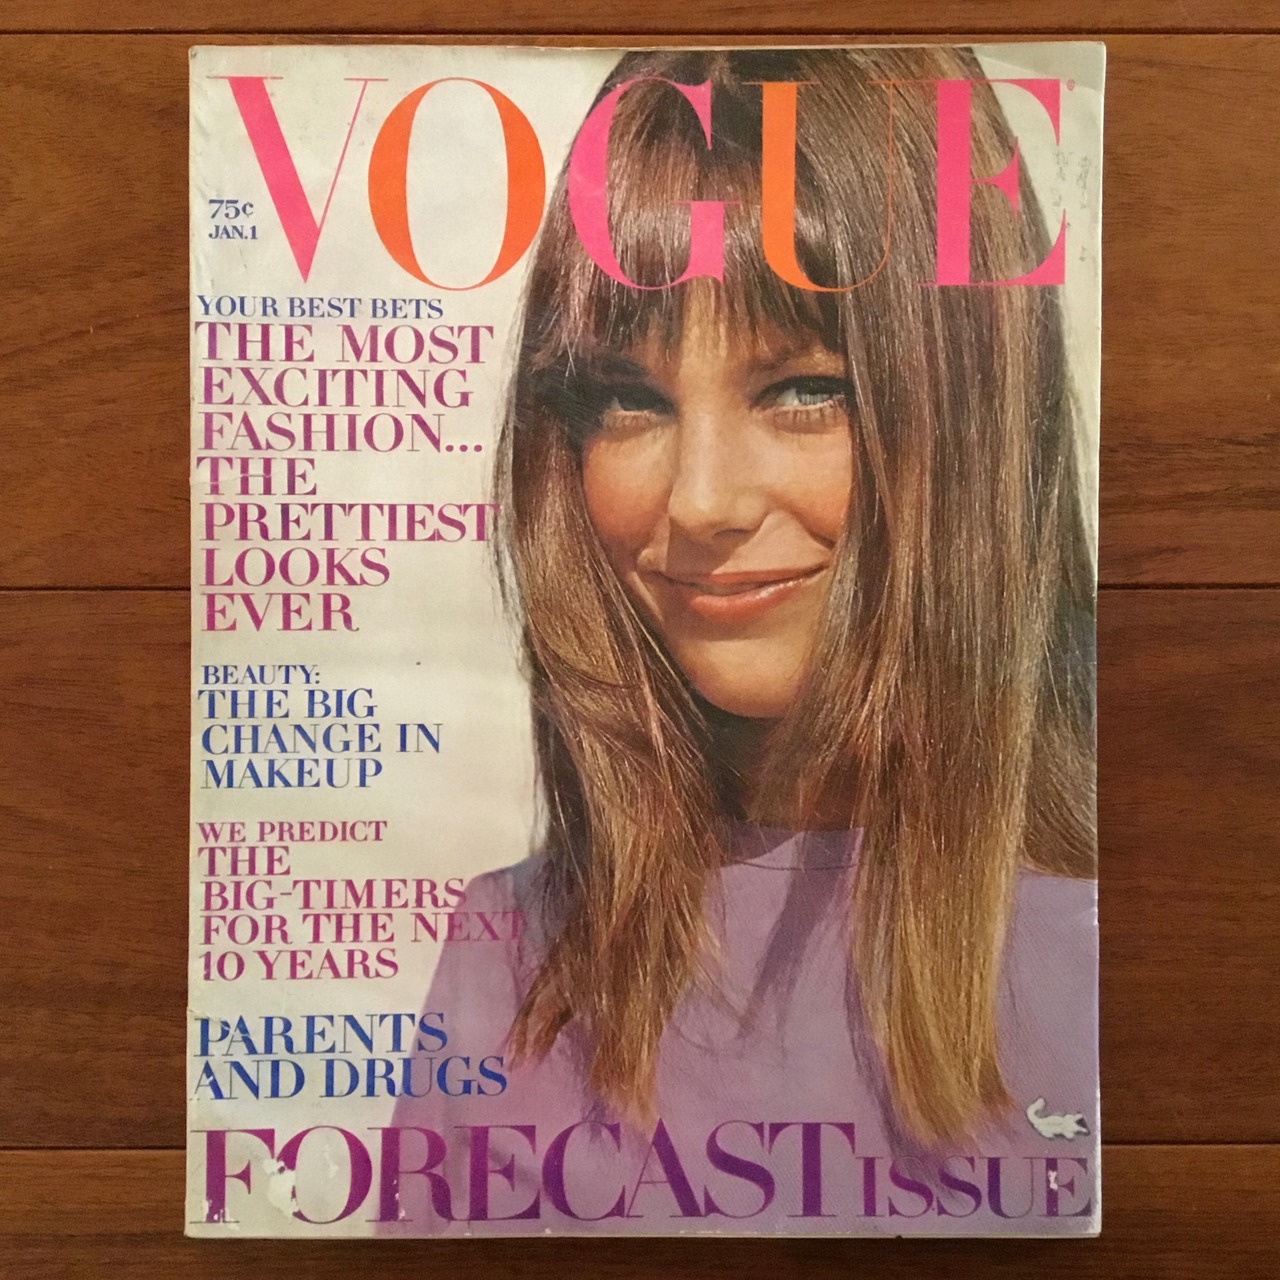 VOGUE
75¢
JAN.1
YOUR BEST BETS
THE MOST
EXCITING
FASHION...
THE
PRETTIEST
LOOKS
EVER
BEAUTY:
THE BIG
CHANGE IN
MAKEUP
WE PREDICT
THE
BIG-TIMERS
FOR THE NEXT
10 YEARS
PARENTS
AND DRUGS
FORECAST ISSUE